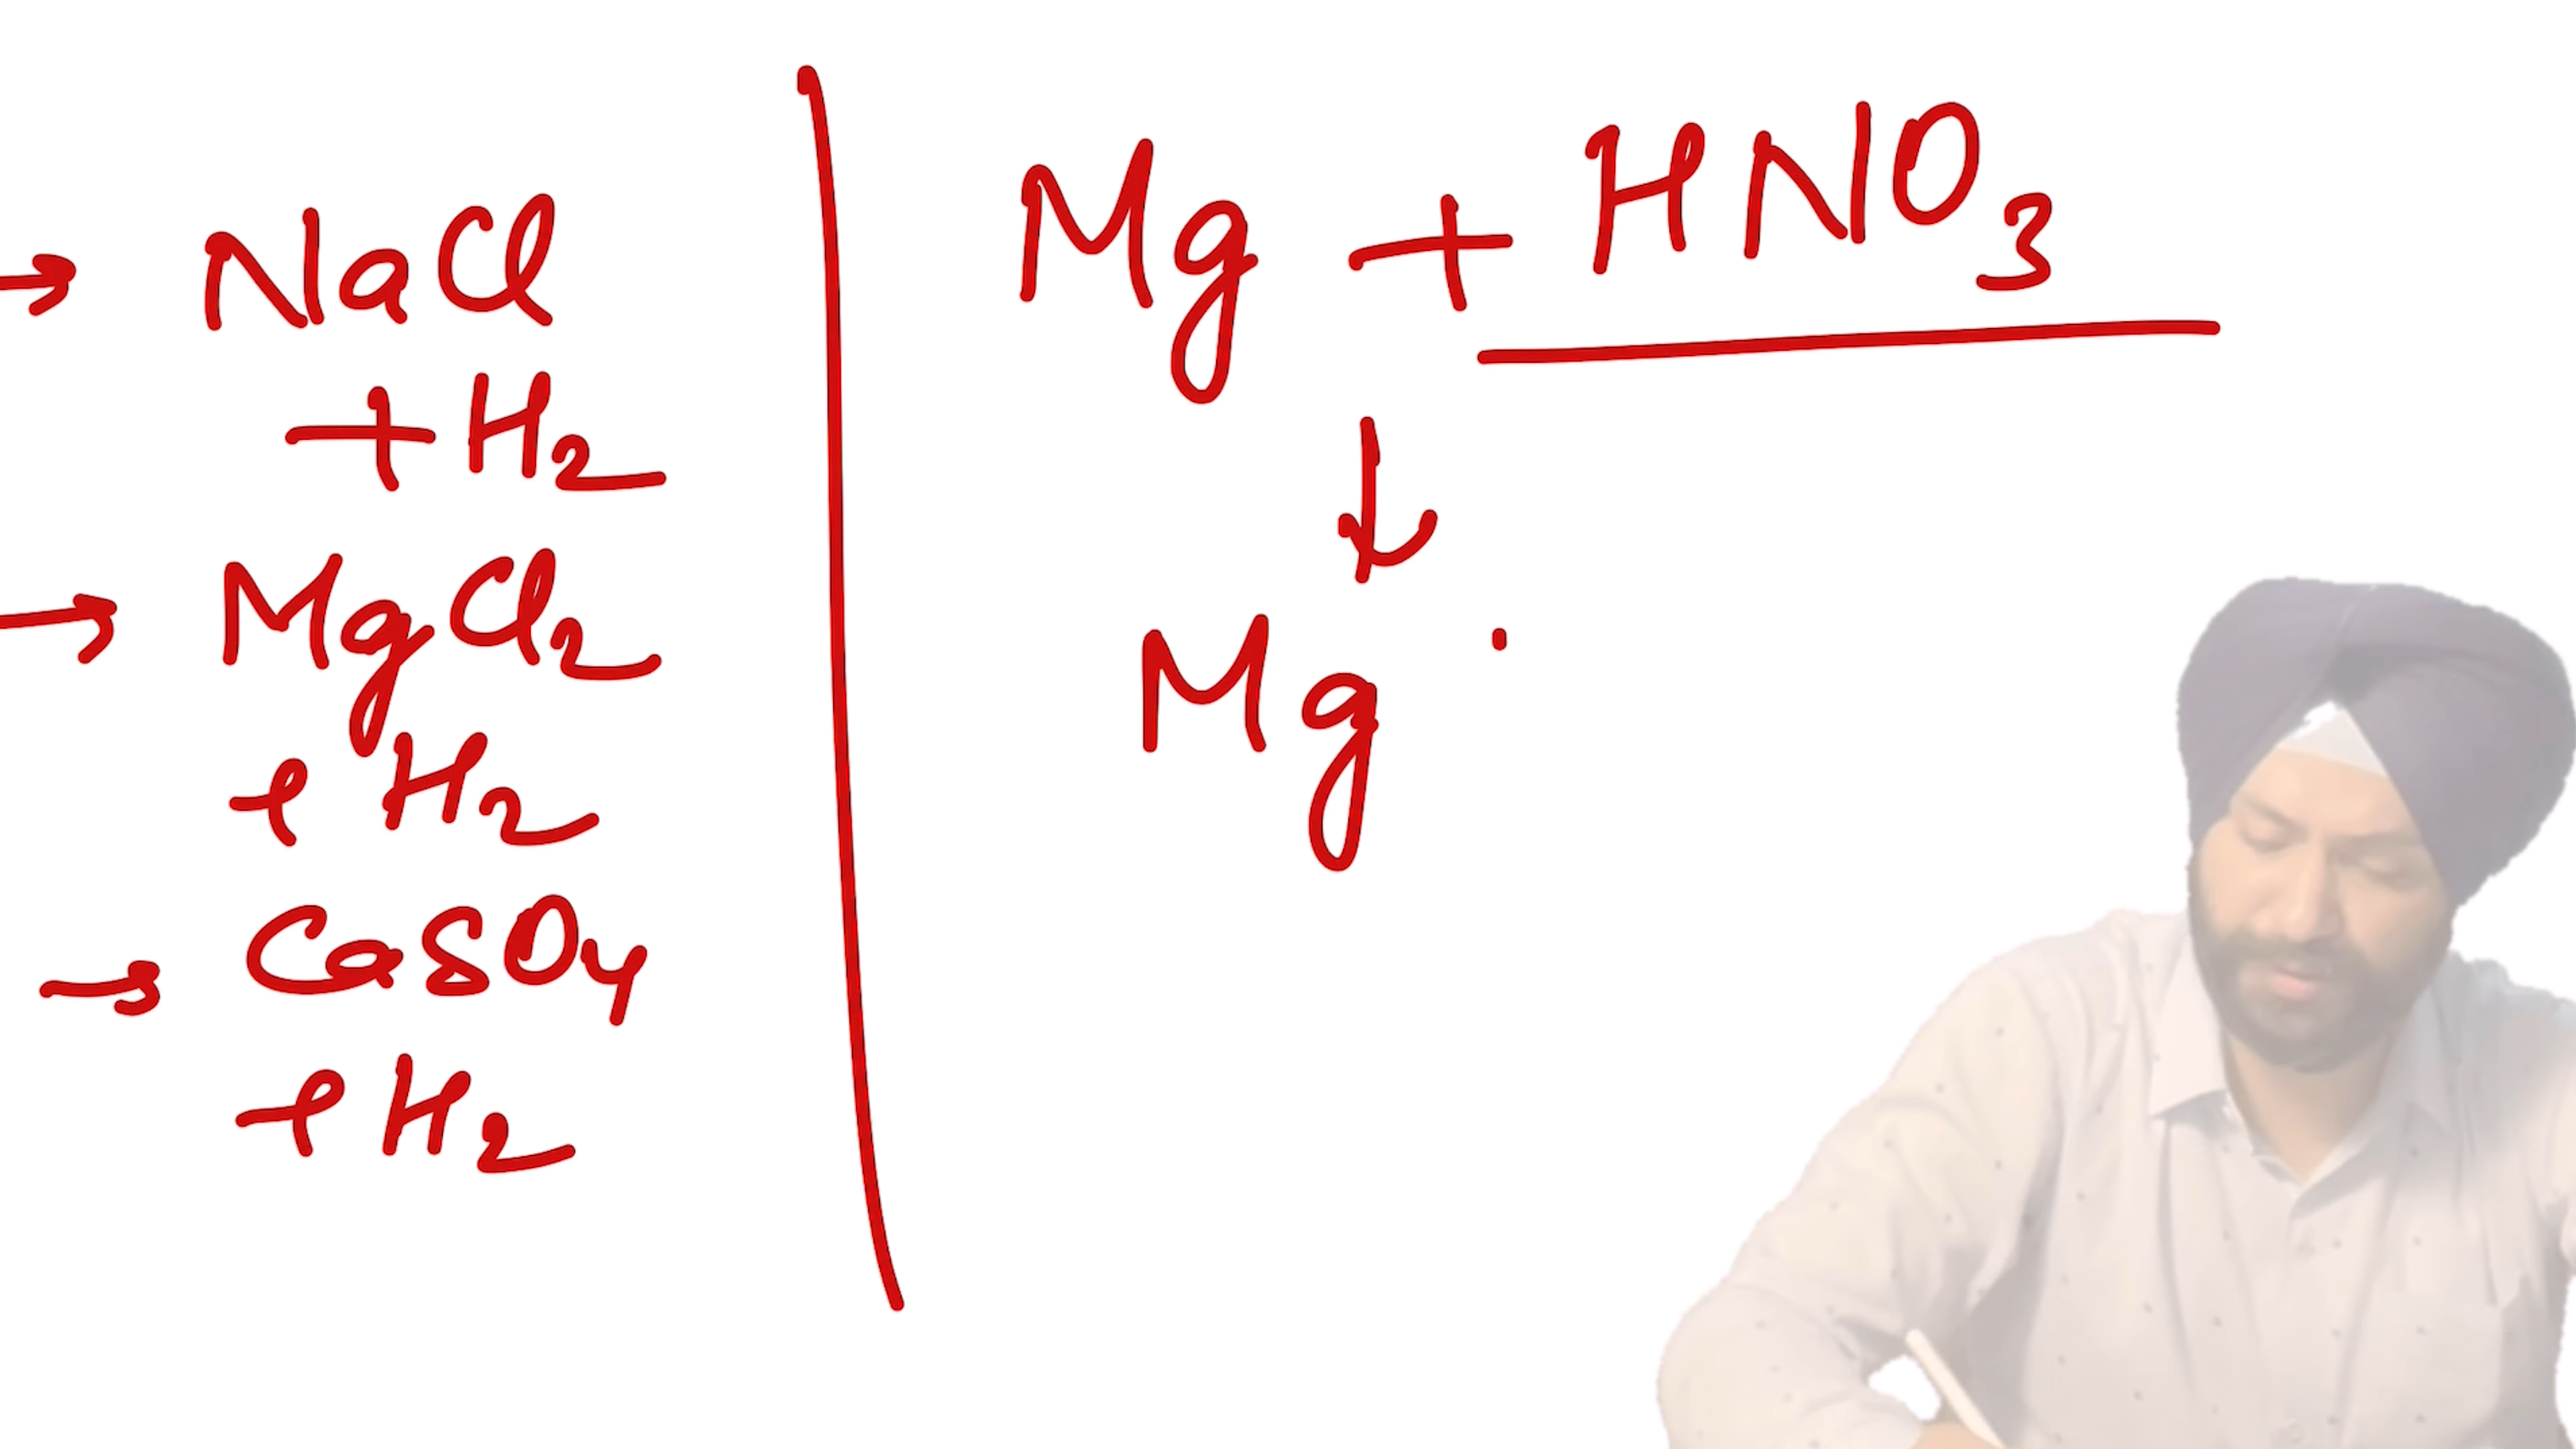 → NaCl
+ H2
→ MgCl2
+ H2
→ CaSO4
+ H2
Mg + HNO3
↓
Mg